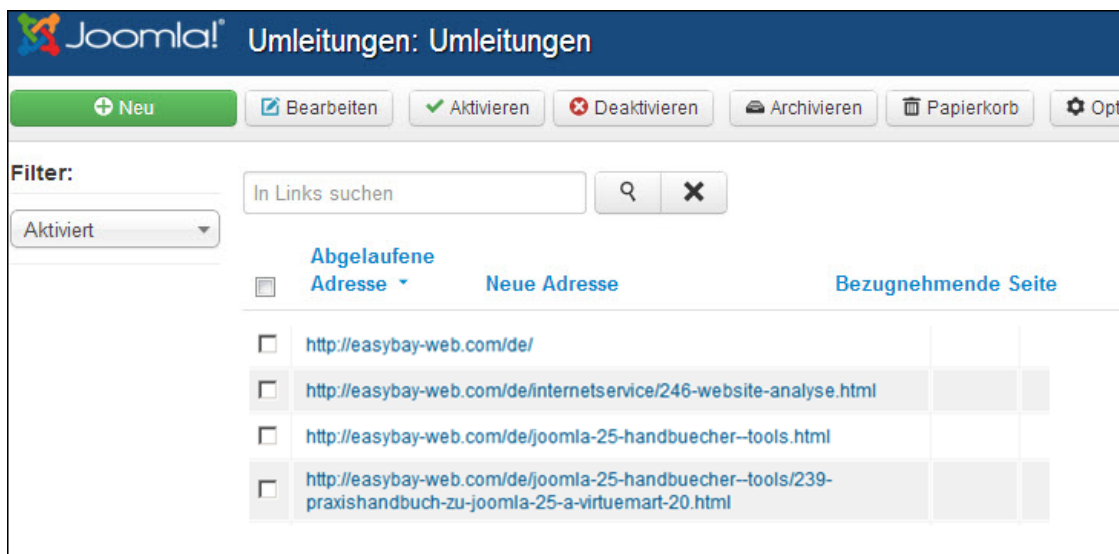 Joomla!® Umleitungen: Umleitungen
Neu Bearbeiten Aktivieren Deaktivieren Archivieren Papierkorb Opt
Filter:
In Links suchen
Aktiviert
Abgelaufene
Adresse Neue Adresse Bezugnehmende Seite
http://easybay-web.com/de/
http://easybay-web.com/de/internetservice/246-website-analyse.html
http://easybay-web.com/de/joomla-25-handbuecher--tools.html
http://easybay-web.com/de/joomla-25-handbuecher--tools/239-
praxishandbuch-zu-joomla-25-a-virtuemart-20.html